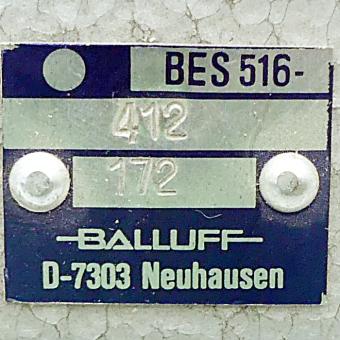 BES 516-
412
172
BALLUFF
D-7303 Neuhausen